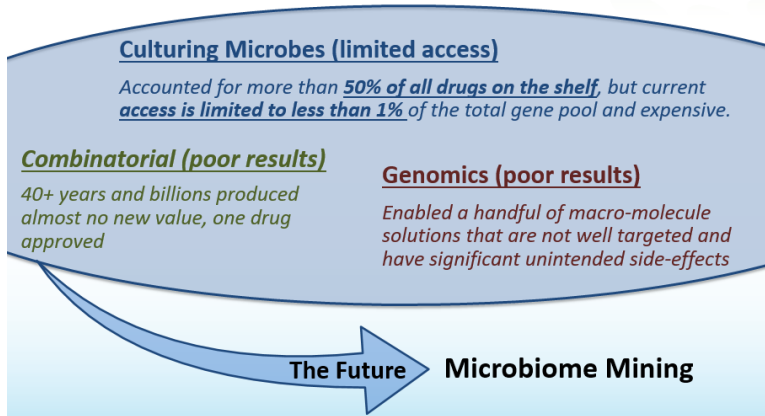 Culturing Microbes (limited access)
Accounted for more than 50% of all drugs on the shelf, but current
access is limited to less than 1% of the total gene pool and expensive.
Combinatorial (poor results)
40+ years and billions produced
almost no new value, one drug
approved
Genomics (poor results)
Enabled a handful of macro-molecule
solutions that are not well targeted and
have significant unintended side-effects
The Future
Microbiome Mining